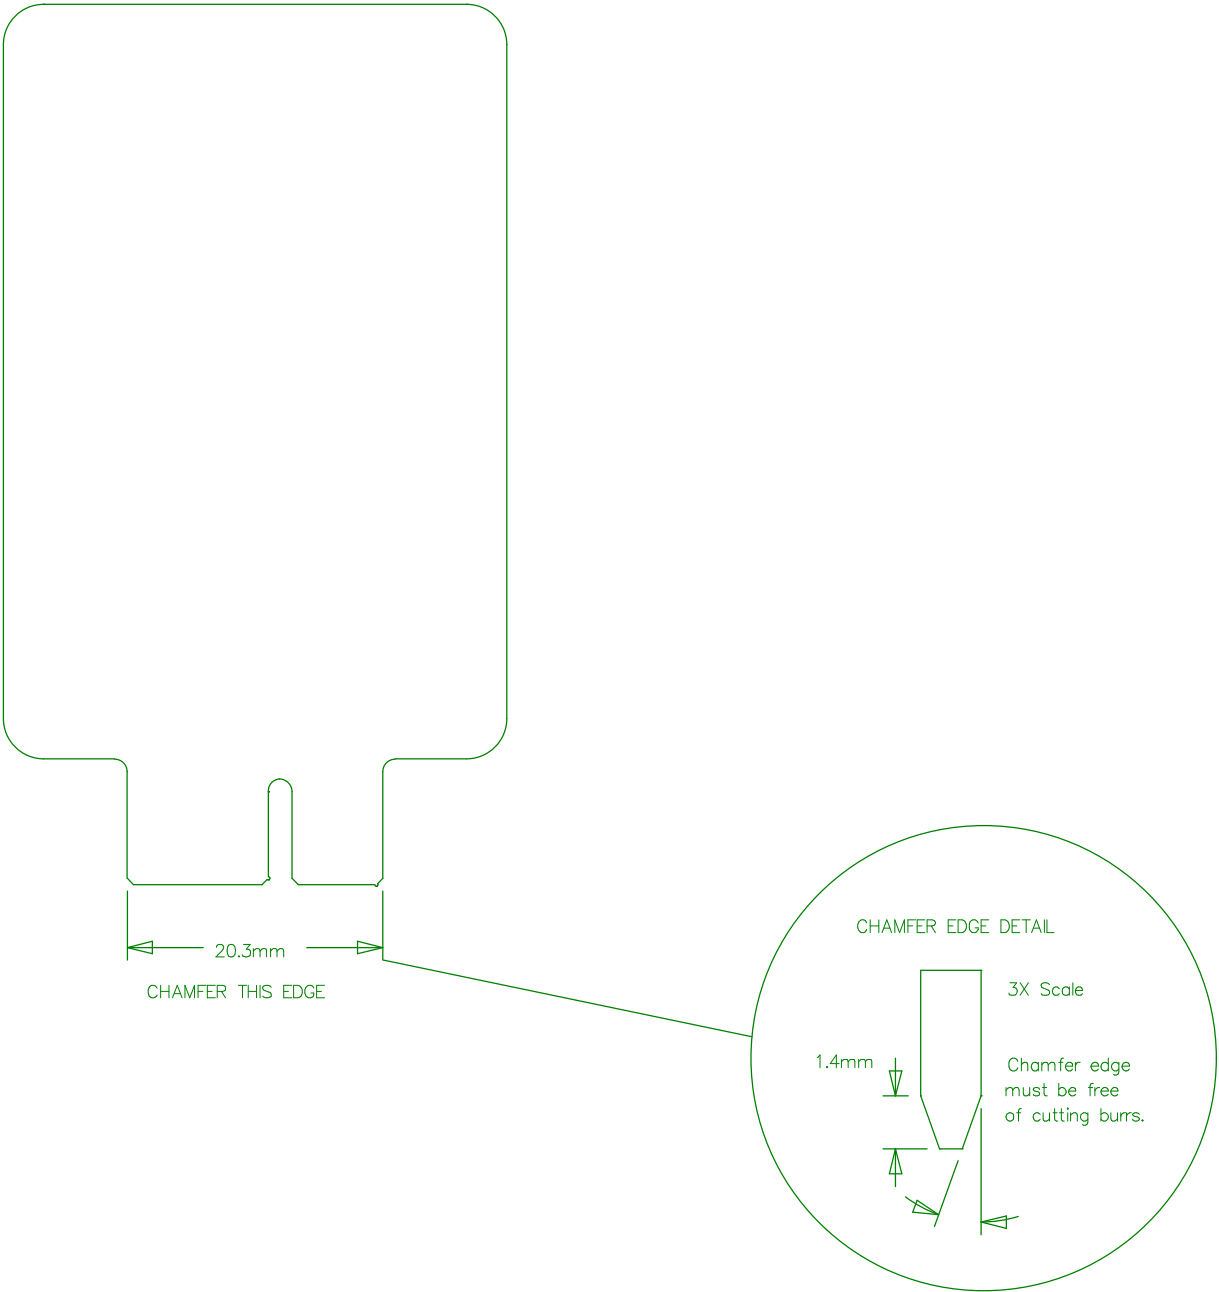 20.3mm
CHAMFER THIS EDGE
CHAMFER EDGE DETAIL
3X Scale
1.4mm
Chamfer edge
must be free
of cutting burrs.